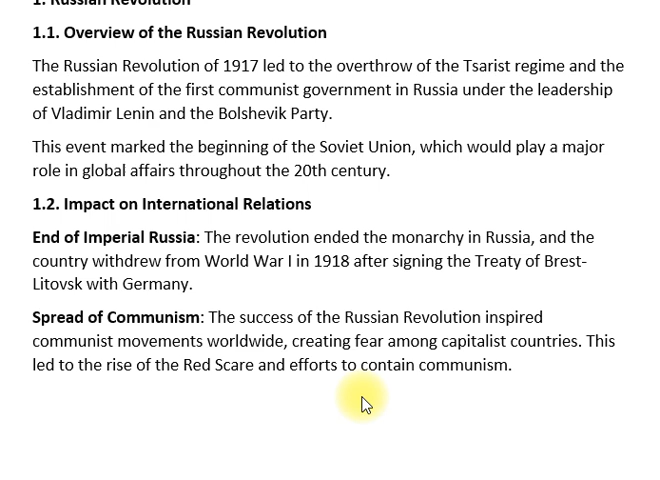 1. Russian Revolution
1.1. Overview of the Russian Revolution
The Russian Revolution of 1917 led to the overthrow of the Tsarist regime and the
establishment of the first communist government in Russia under the leadership
of Vladimir Lenin and the Bolshevik Party.
This event marked the beginning of the Soviet Union, which would play a major
role in global affairs throughout the 20th century.
1.2. Impact on International Relations
End of Imperial Russia: The revolution ended the monarchy in Russia, and the
country withdrew from World War I in 1918 after signing the Treaty of Brest-
Litovsk with Germany.
Spread of Communism: The success of the Russian Revolution inspired
communist movements worldwide, creating fear among capitalist countries. This
led to the rise of the Red Scare and efforts to contain communism.